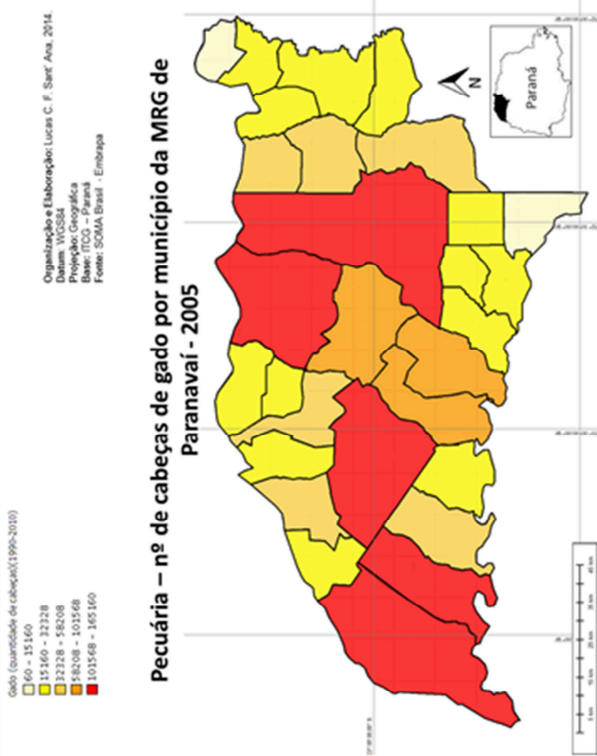 Pecuária – nº de cabeças de gado por município da MRG de
Paranavaí - 2005
Gado (quantidade de cabeças)(1990-2010)
60 - 15160
15160 - 32328
32328 - 58208
58208 - 101568
101568 - 165160
Organização e Elaboração: Lucas C. F. Sant' Ana, 2014.
Datum: WGS84
Projeção: Geográfica
Base: ITCG – Paraná
Fonte: SOMA Brasil - Embrapa
N
Paraná